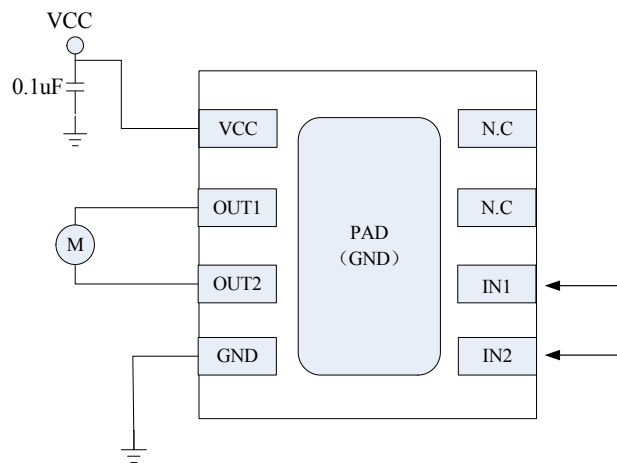 VCC
0.1uF
VCC
N.C
OUT1
N.C
M
PAD
（GND）
OUT2
IN1
GND
IN2